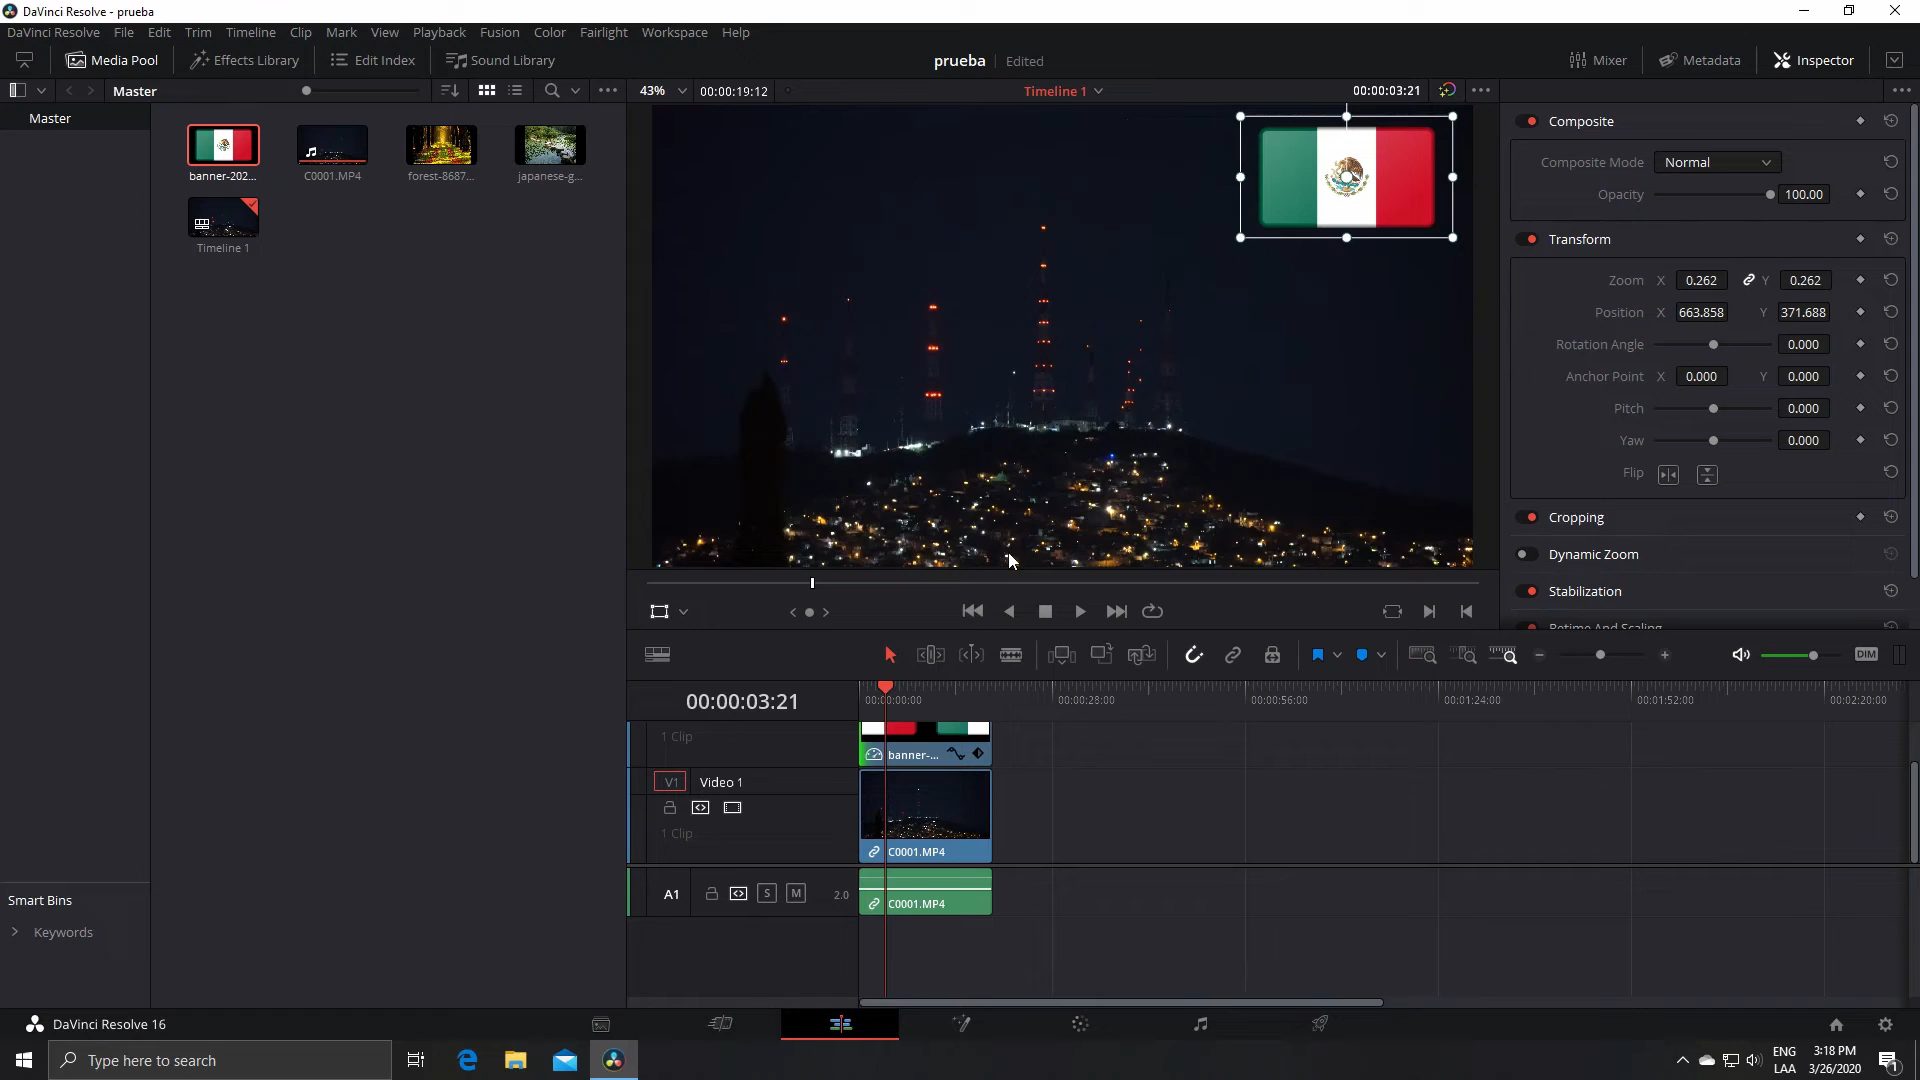 DaVinci Resolve - prueba
DaVinci Resolve File Edit Trim Timeline Clip Mark View Playback Fusion Color Fairlight Workspace Help
Media Pool Effects Library Edit Index Sound Library prueba Edited Mixer Metadata Inspector
Master 43% 00:00:19:12 Timeline 1 00:00:03:21
Master
banner-202... C0001.MP4 forest-8687... japanese-g...
Timeline 1
Composite
Composite Mode Normal
Opacity 100.00
Transform
Zoom X 0.262 Y 0.262
Position X 663.858 Y 371.688
Rotation Angle 0.000
Anchor Point X 0.000 Y 0.000
Pitch 0.000
Yaw 0.000
Flip
Cropping
Dynamic Zoom
Stabilization
Retime And Scaling
DIM
00:00:03:21 00:00:00:00 00:00:28:00 00:00:56:00 00:01:24:00 00:01:52:00 00:02:20:00
1 Clip
banner-...
V1 Video 1
1 Clip
C0001.MP4
A1 S M 2.0
C0001.MP4
Smart Bins
Keywords
DaVinci Resolve 16
Type here to search
ENG 3:18 PM
LAA 3/26/2020
1